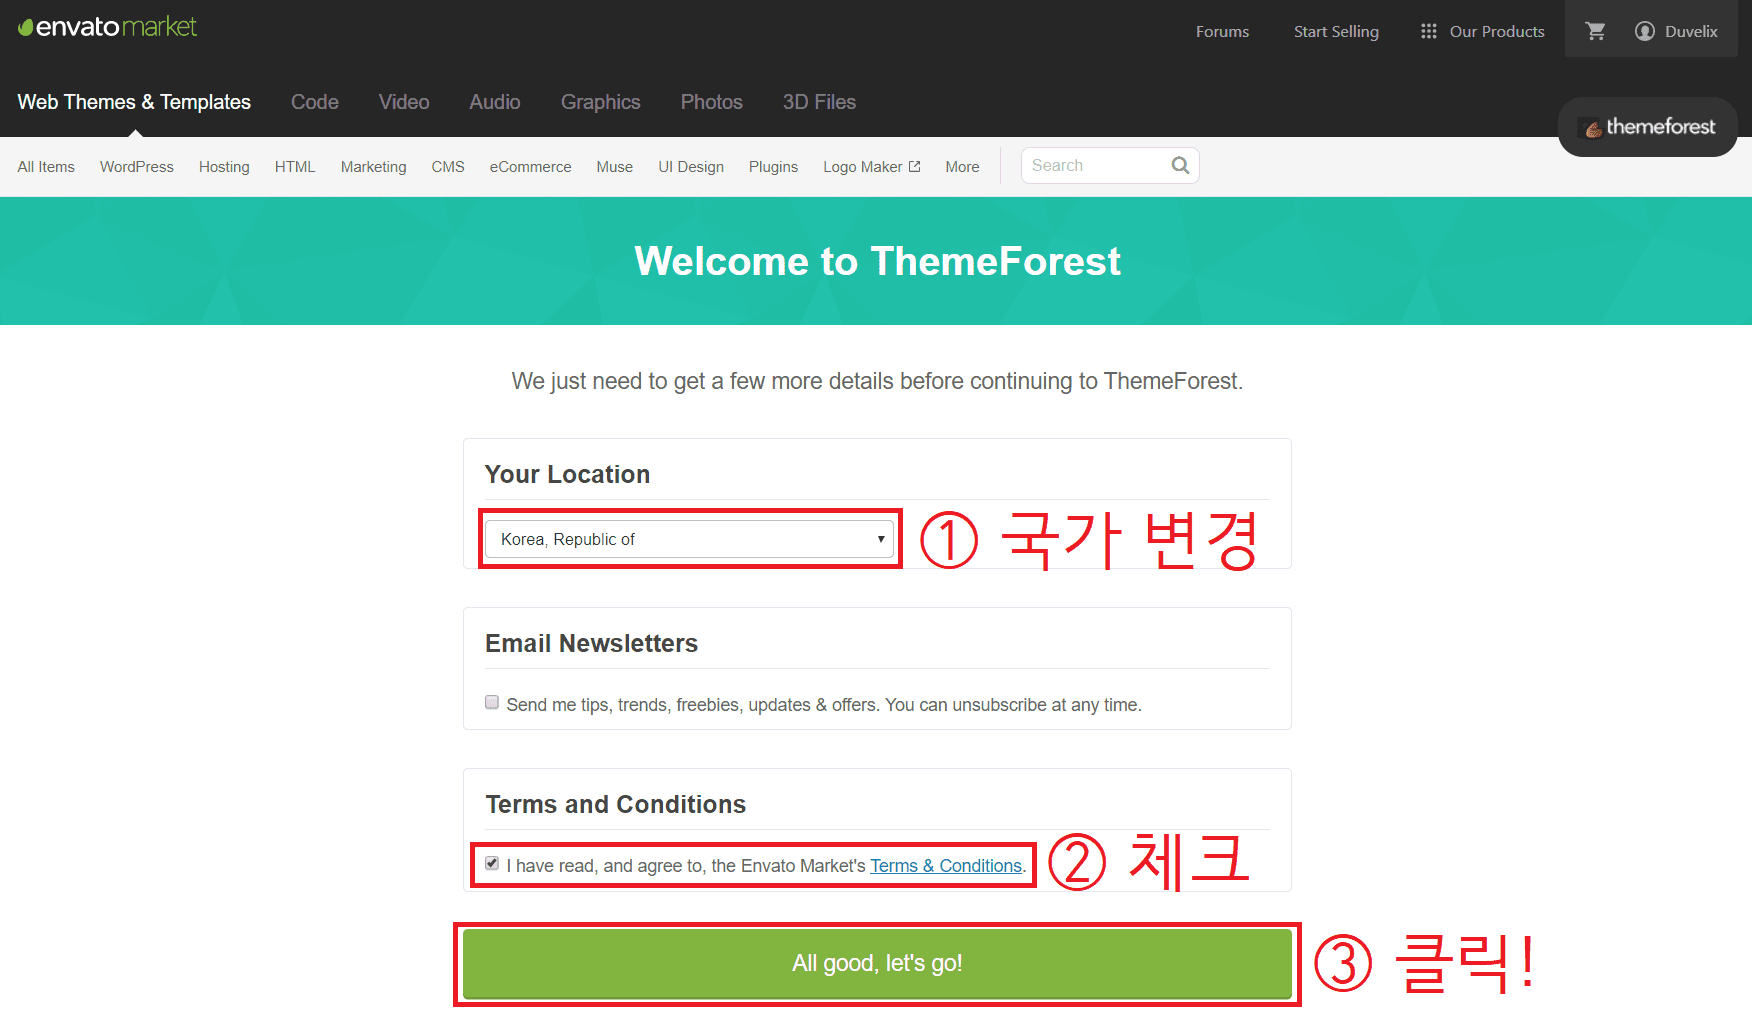 envato market
Forums Start Selling Our Products Duvelix
Web Themes & Templates Code Video Audio Graphics Photos 3D Files
themeforest
All Items WordPress Hosting HTML Marketing CMS eCommerce Muse UI Design Plugins Logo Maker More Search
Welcome to ThemeForest
We just need to get a few more details before continuing to ThemeForest.
Your Location
Korea, Republic of ① 국가 변경
Email Newsletters
Send me tips, trends, freebies, updates & offers. You can unsubscribe at any time.
Terms and Conditions
I have read, and agree to, the Envato Market's Terms & Conditions. ② 체크
All good, let's go! ③ 클릭!